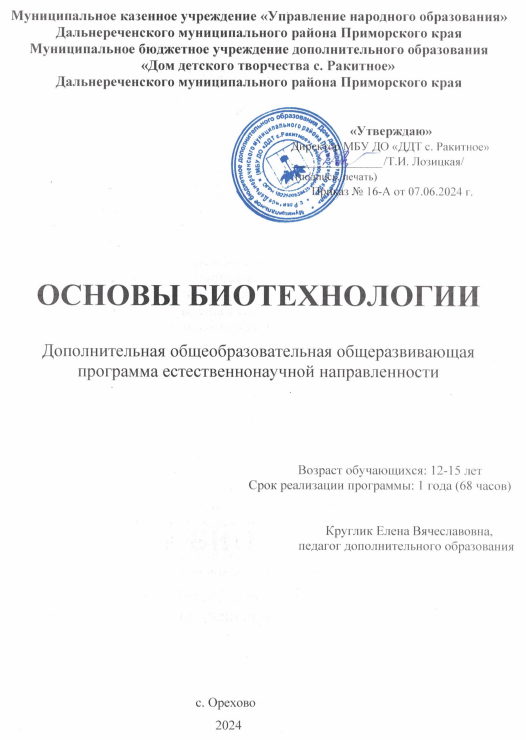 Муниципальное казенное учреждение «Управление народного образования»
Дальнереченского муниципального района Приморского края
Муниципальное бюджетное учреждение дополнительного образования
«Дом детского творчества с. Ракитное»
Дальнереченского муниципального района Приморского края
«Утверждаю»
Директор МБУ ДО «ДДТ с. Ракитное»
/Т.И. Лозицкая/
(подпись, печать)
Приказ № 16-А от 07.06.2024 г.
ОСНОВЫ БИОТЕХНОЛОГИИ
Дополнительная общеобразовательная общеразвивающая
программа естественнонаучной направленности
Возраст обучающихся: 12-15 лет
Срок реализации программы: 1 года (68 часов)
Круглик Елена Вячеславовна,
педагог дополнительного образования
с. Орехово
2024